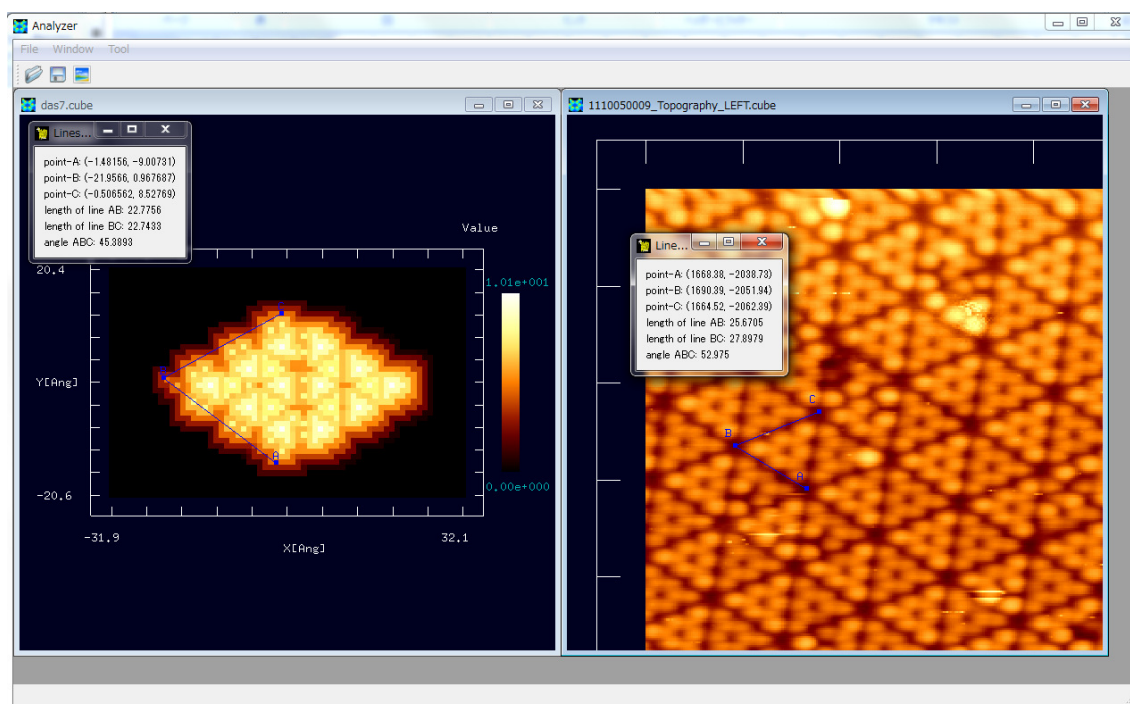 Analyzer
File Window Tool
das7.cube
Lines...
point-A: (-1.48156, -9.00731)
point-B: (-21.9566, 0.967687)
point-C: (-0.506562, 8.52769)
length of line AB: 22.7756
length of line BC: 22.7433
angle ABC: 45.3893
Value
20.4
1.01e+001
Y[Ang]
A
-20.6
0.00e+000
-31.9
32.1
X[Ang]
1110050009_Topography_LEFT.cube
Line...
point-A: (1668.38, -2038.73)
point-B: (1690.39, -2051.94)
point-C: (1664.52, -2062.39)
length of line AB: 25.6705
length of line BC: 27.8979
angle ABC: 52.975
C
B
A